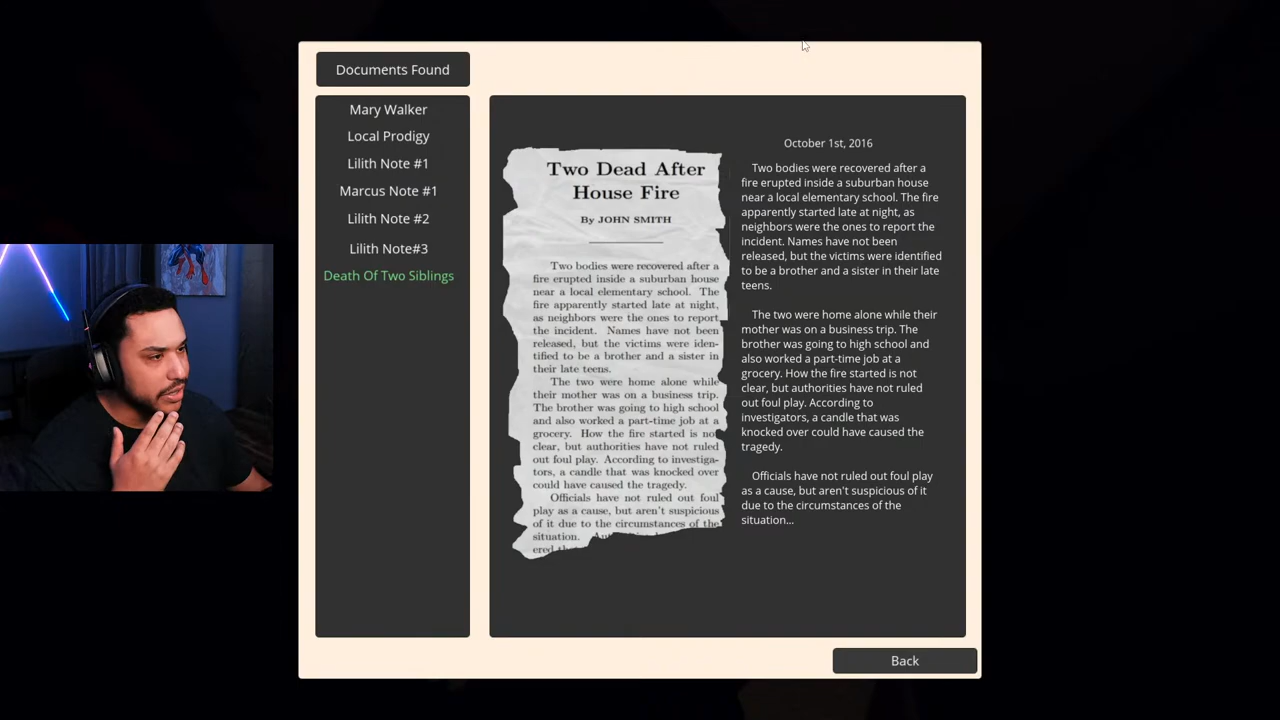 Documents Found
Mary Walker
Local Prodigy
Lilith Note #1
Marcus Note #1
Lilith Note #2
Lilith Note#3
Death Of Two Siblings
Two Dead After
House Fire
By JOHN SMITH
Two bodies were recovered after a
fire erupted inside a suburban house
near a local elementary school. The
fire apparently started late at night,
as neighbors were the ones to report
the incident. Names have not been
released, but the victims were iden-
tified to be a brother and a sister in
their late teens.
The two were home alone while
their mother was on a business trip.
The brother was going to high school
and also worked a part-time job at a
grocery. How the fire started is not
clear, but authorities have not ruled
out foul play. According to investiga-
tors, a candle that was knocked over
could have caused the tragedy.
Officials have not ruled out foul
play as a cause, but aren't suspicious
of it due to the circumstances of the
situation.
October 1st, 2016
Two bodies were recovered after a
fire erupted inside a suburban house
near a local elementary school. The fire
apparently started late at night, as
neighbors were the ones to report the
incident. Names have not been
released, but the victims were identified
to be a brother and a sister in their late
teens.
The two were home alone while their
mother was on a business trip. The
brother was going to high school and
also worked a part-time job at a
grocery. How the fire started is not
clear, but authorities have not ruled
out foul play. According to
investigators, a candle that was
knocked over could have caused the
tragedy.
Officials have not ruled out foul play
as a cause, but aren't suspicious of it
due to the circumstances of the
situation...
Back